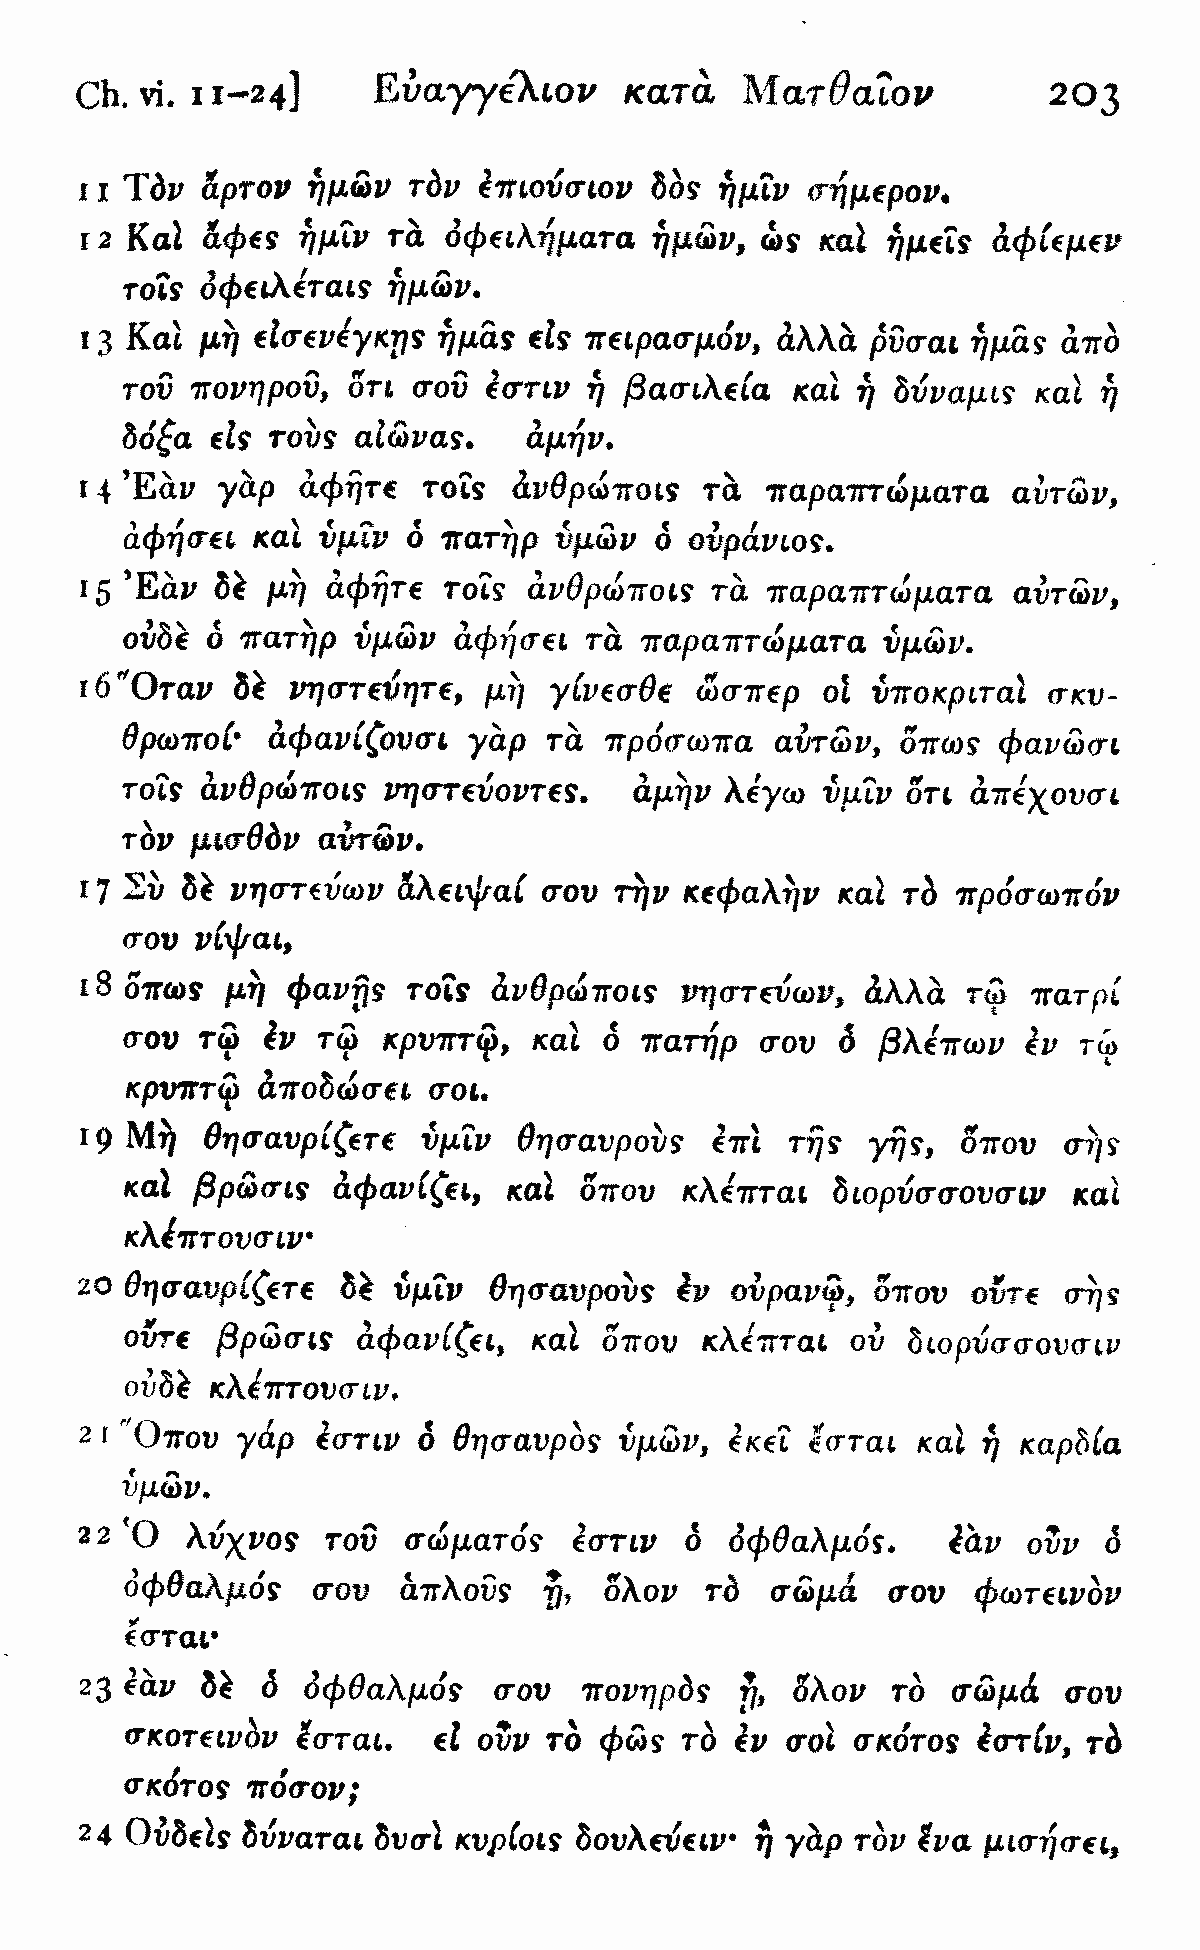 Ch. vi. 11–24] Εὐαγγέλιον κατὰ Ματθαῖον 203
11 Τὸν ἄρτον ἡμῶν τὸν ἐπιούσιον δὸς ἡμῖν σήμερον.
12 Καὶ ἄφες ἡμῖν τὰ ὀφειλήματα ἡμῶν, ὡς καὶ ἡμεῖς ἀφίεμεν
τοῖς ὀφειλέταις ἡμῶν.
13 Καὶ μὴ εἰσενέγκῃς ἡμᾶς εἰς πειρασμόν, ἀλλὰ ῥῦσαι ἡμᾶς ἀπὸ
τοῦ πονηροῦ, ὅτι σοῦ ἐστιν ἡ βασιλεία καὶ ἡ δύναμις καὶ ἡ
δόξα εἰς τοὺς αἰῶνας. ἀμήν.
14 Ἐὰν γὰρ ἀφῆτε τοῖς ἀνθρώποις τὰ παραπτώματα αὐτῶν,
ἀφήσει καὶ ὑμῖν ὁ πατὴρ ὑμῶν ὁ οὐράνιος.
15 Ἐὰν δὲ μὴ ἀφῆτε τοῖς ἀνθρώποις τὰ παραπτώματα αὐτῶν,
οὐδὲ ὁ πατὴρ ὑμῶν ἀφήσει τὰ παραπτώματα ὑμῶν.
16 Ὅταν δὲ νηστεύητε, μὴ γίνεσθε ὥσπερ οἱ ὑποκριταὶ σκυ-
θρωποί· ἀφανίζουσι γὰρ τὰ πρόσωπα αὐτῶν, ὅπως φανῶσι
τοῖς ἀνθρώποις νηστεύοντες. ἀμὴν λέγω ὑμῖν ὅτι ἀπέχουσι
τὸν μισθὸν αὐτῶν.
17 Σὺ δὲ νηστεύων ἄλειψαί σου τὴν κεφαλὴν καὶ τὸ πρόσωπόν
σου νίψαι,
18 ὅπως μὴ φανῇς τοῖς ἀνθρώποις νηστεύων, ἀλλὰ τῷ πατρί
σου τῷ ἐν τῷ κρυπτῷ, καὶ ὁ πατήρ σου ὁ βλέπων ἐν τῷ
κρυπτῷ ἀποδώσει σοι.
19 Μὴ θησαυρίζετε ὑμῖν θησαυροὺς ἐπὶ τῆς γῆς, ὅπου σὴς
καὶ βρῶσις ἀφανίζει, καὶ ὅπου κλέπται διορύσσουσιν καὶ
κλέπτουσιν·
20 θησαυρίζετε δὲ ὑμῖν θησαυροὺς ἐν οὐρανῷ, ὅπου οὔτε σὴς
οὔτε βρῶσις ἀφανίζει, καὶ ὅπου κλέπται οὐ διορύσσουσιν
οὐδὲ κλέπτουσιν.
21 Ὅπου γάρ ἐστιν ὁ θησαυρὸς ὑμῶν, ἐκεῖ ἔσται καὶ ἡ καρδία
ὑμῶν.
22 Ὁ λύχνος τοῦ σώματός ἐστιν ὁ ὀφθαλμός. ἐὰν οὖν ὁ
ὀφθαλμός σου ἁπλοῦς ᾖ, ὅλον τὸ σῶμά σου φωτεινὸν
ἔσται·
23 ἐὰν δὲ ὁ ὀφθαλμός σου πονηρὸς ᾖ, ὅλον τὸ σῶμά σου
σκοτεινὸν ἔσται. εἰ οὖν τὸ φῶς τὸ ἐν σοὶ σκότος ἐστίν, τὸ
σκότος πόσον;
24 Οὐδεὶς δύναται δυσὶ κυρίοις δουλεύειν· ἢ γὰρ τὸν ἕνα μισήσει,